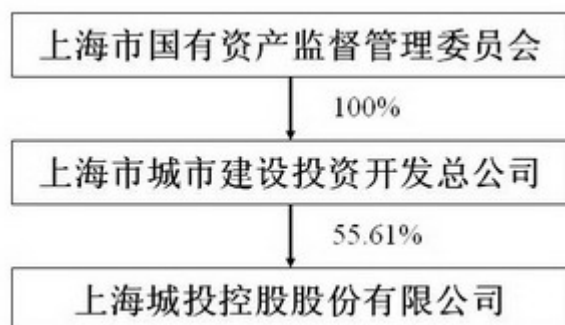 上海市国有资产监督管理委员会
100%
上海市城市建设投资开发总公司
55.61%
上海城投控股股份有限公司